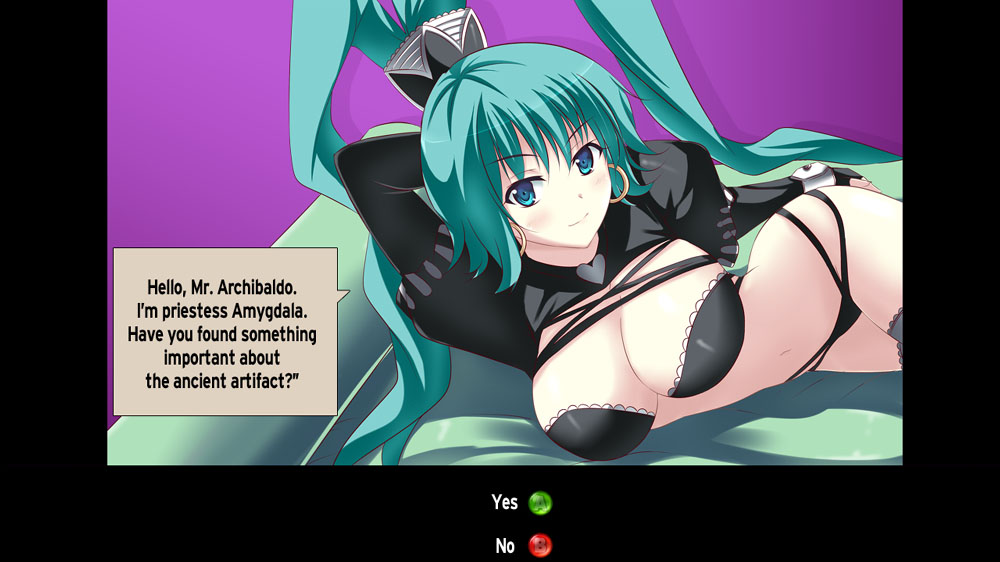 Hello, Mr. Archibaldo.
I'm priestess Amygdala.
Have you found something
important about
the ancient artifact?"
Yes A
No B